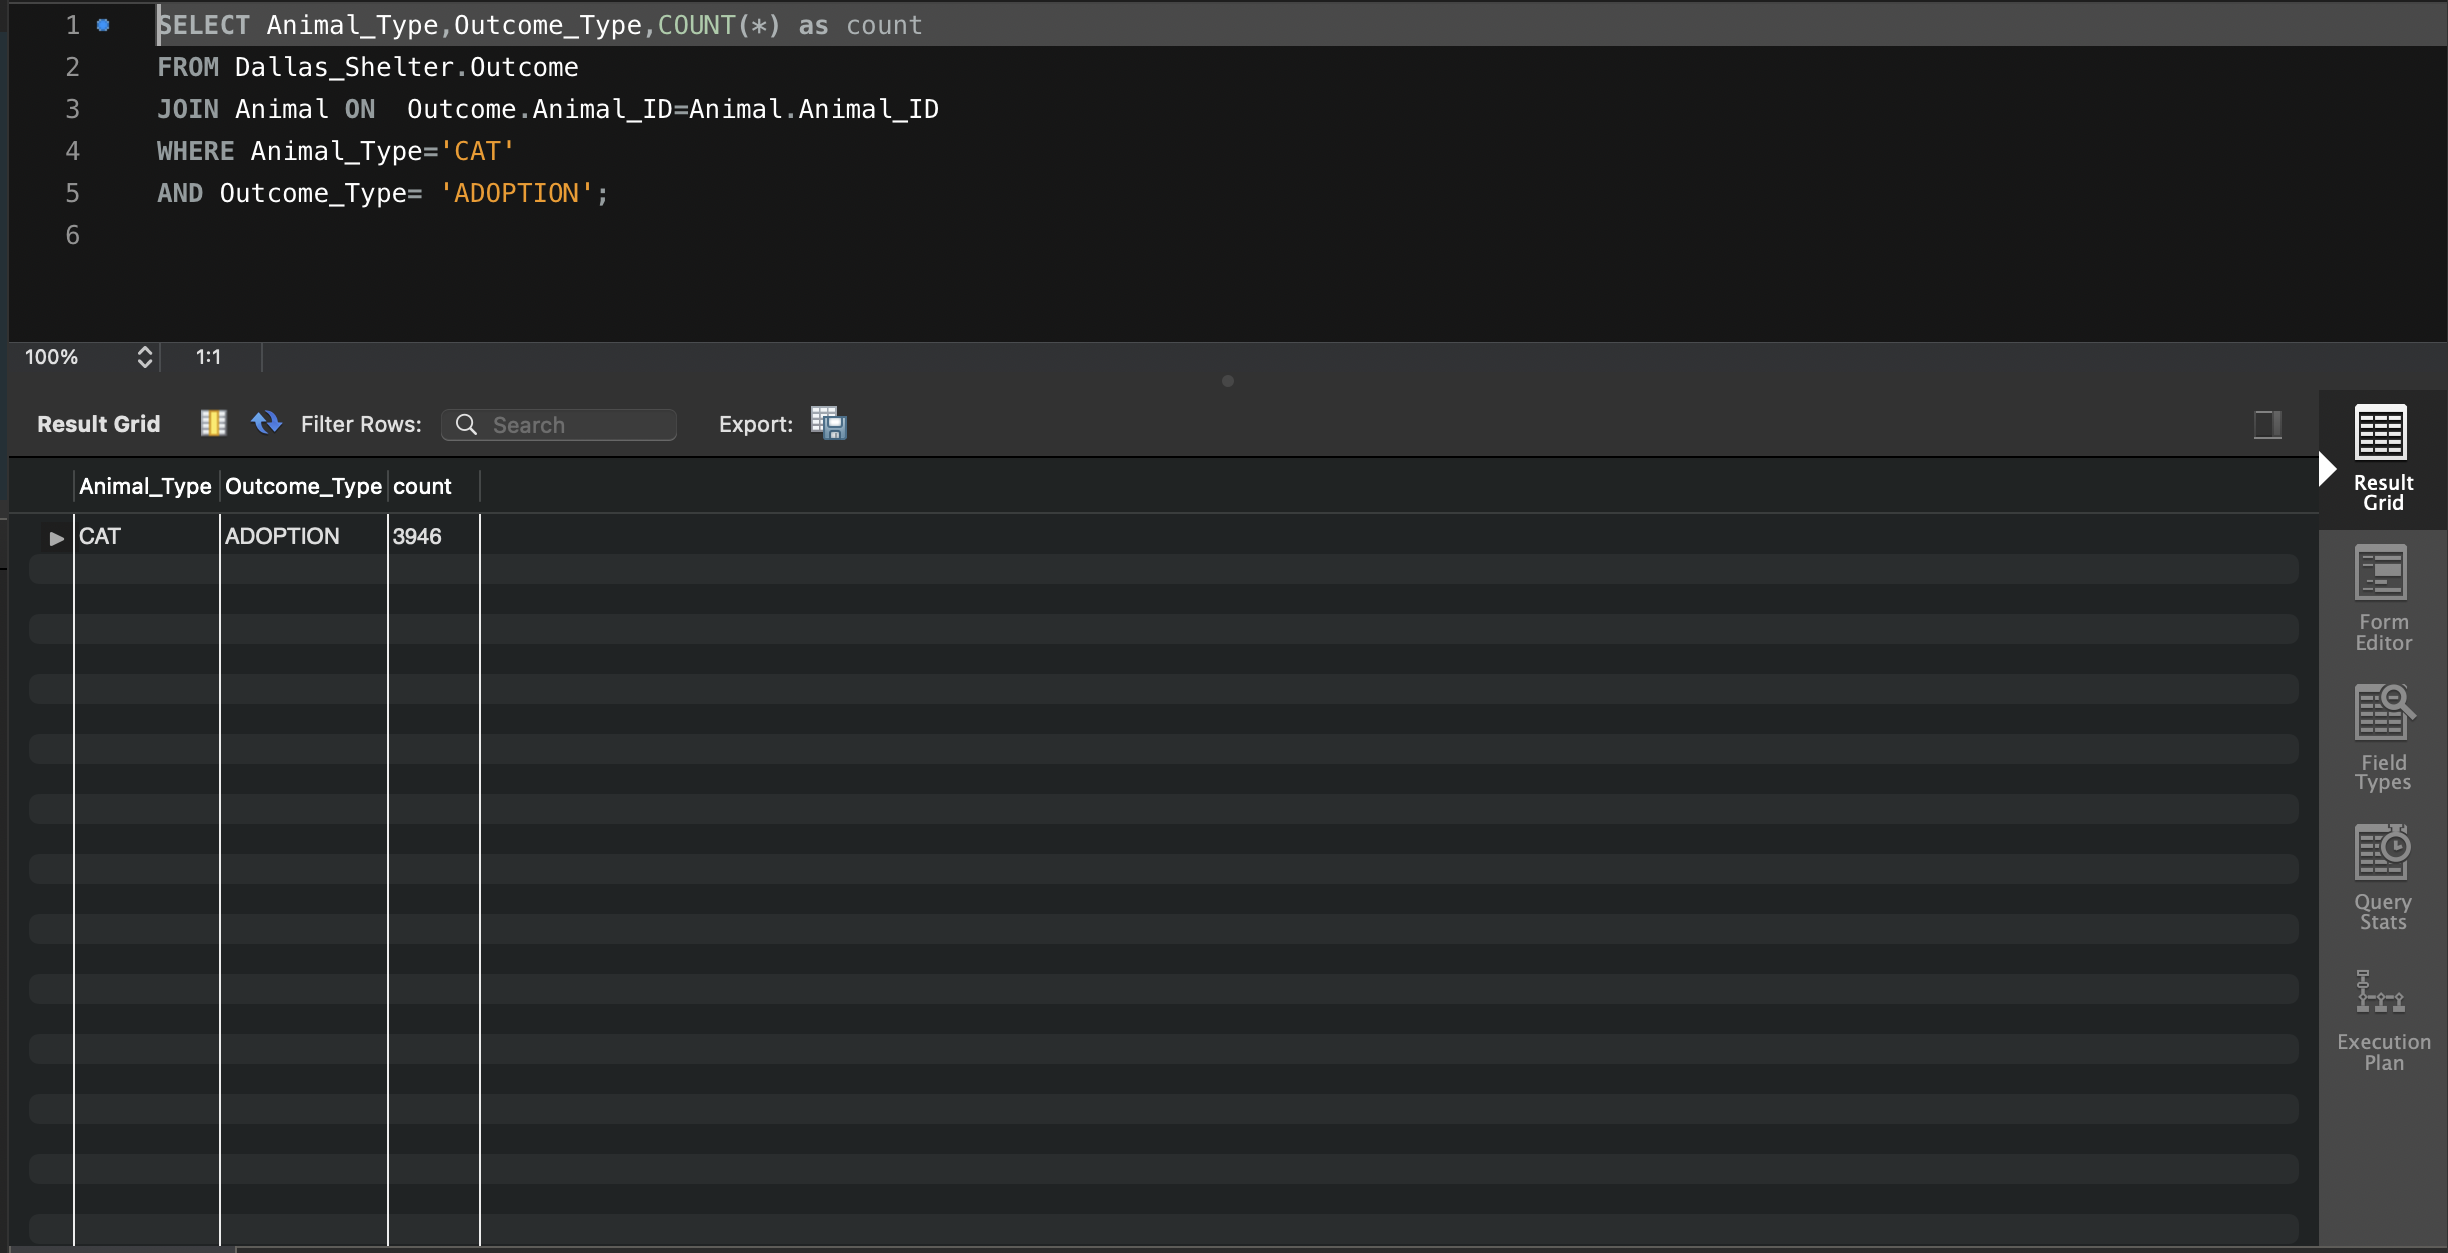 1 SELECT Animal_Type,Outcome_Type,COUNT(*) as count
2 FROM Dallas_Shelter.Outcome
3 JOIN Animal ON  Outcome.Animal_ID=Animal.Animal_ID
4 WHERE Animal_Type='CAT'
5 AND Outcome_Type= 'ADOPTION';
6
100% 1:1
Result Grid Filter Rows: Search Export:
Animal_Type Outcome_Type count
CAT ADOPTION 3946
Result
Grid
Form
Editor
Field
Types
Query
Stats
Execution
Plan